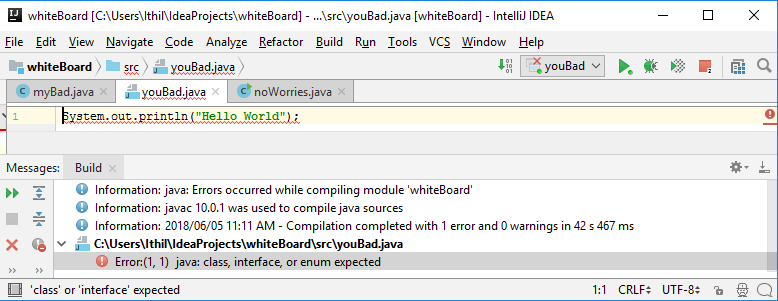 whiteBoard [C:\Users\Ithil\IdeaProjects\whiteBoard] - ...\src\youBad.java [whiteBoard] - IntelliJ IDEA
File Edit View Navigate Code Analyze Refactor Build Run Tools VCS Window Help
whiteBoard src youBad.java youBad
myBad.java youBad.java noWorries.java
1 System.out.println("Hello World");
Messages: Build
Information: java: Errors occurred while compiling module 'whiteBoard'
Information: javac 10.0.1 was used to compile java sources
Information: 2018/06/05 11:11 AM - Compilation completed with 1 error and 0 warnings in 42 s 467 ms
C:\Users\Ithil\IdeaProjects\whiteBoard\src\youBad.java
Error:(1, 1) java: class, interface, or enum expected
'class' or 'interface' expected 1:1 CRLF UTF-8